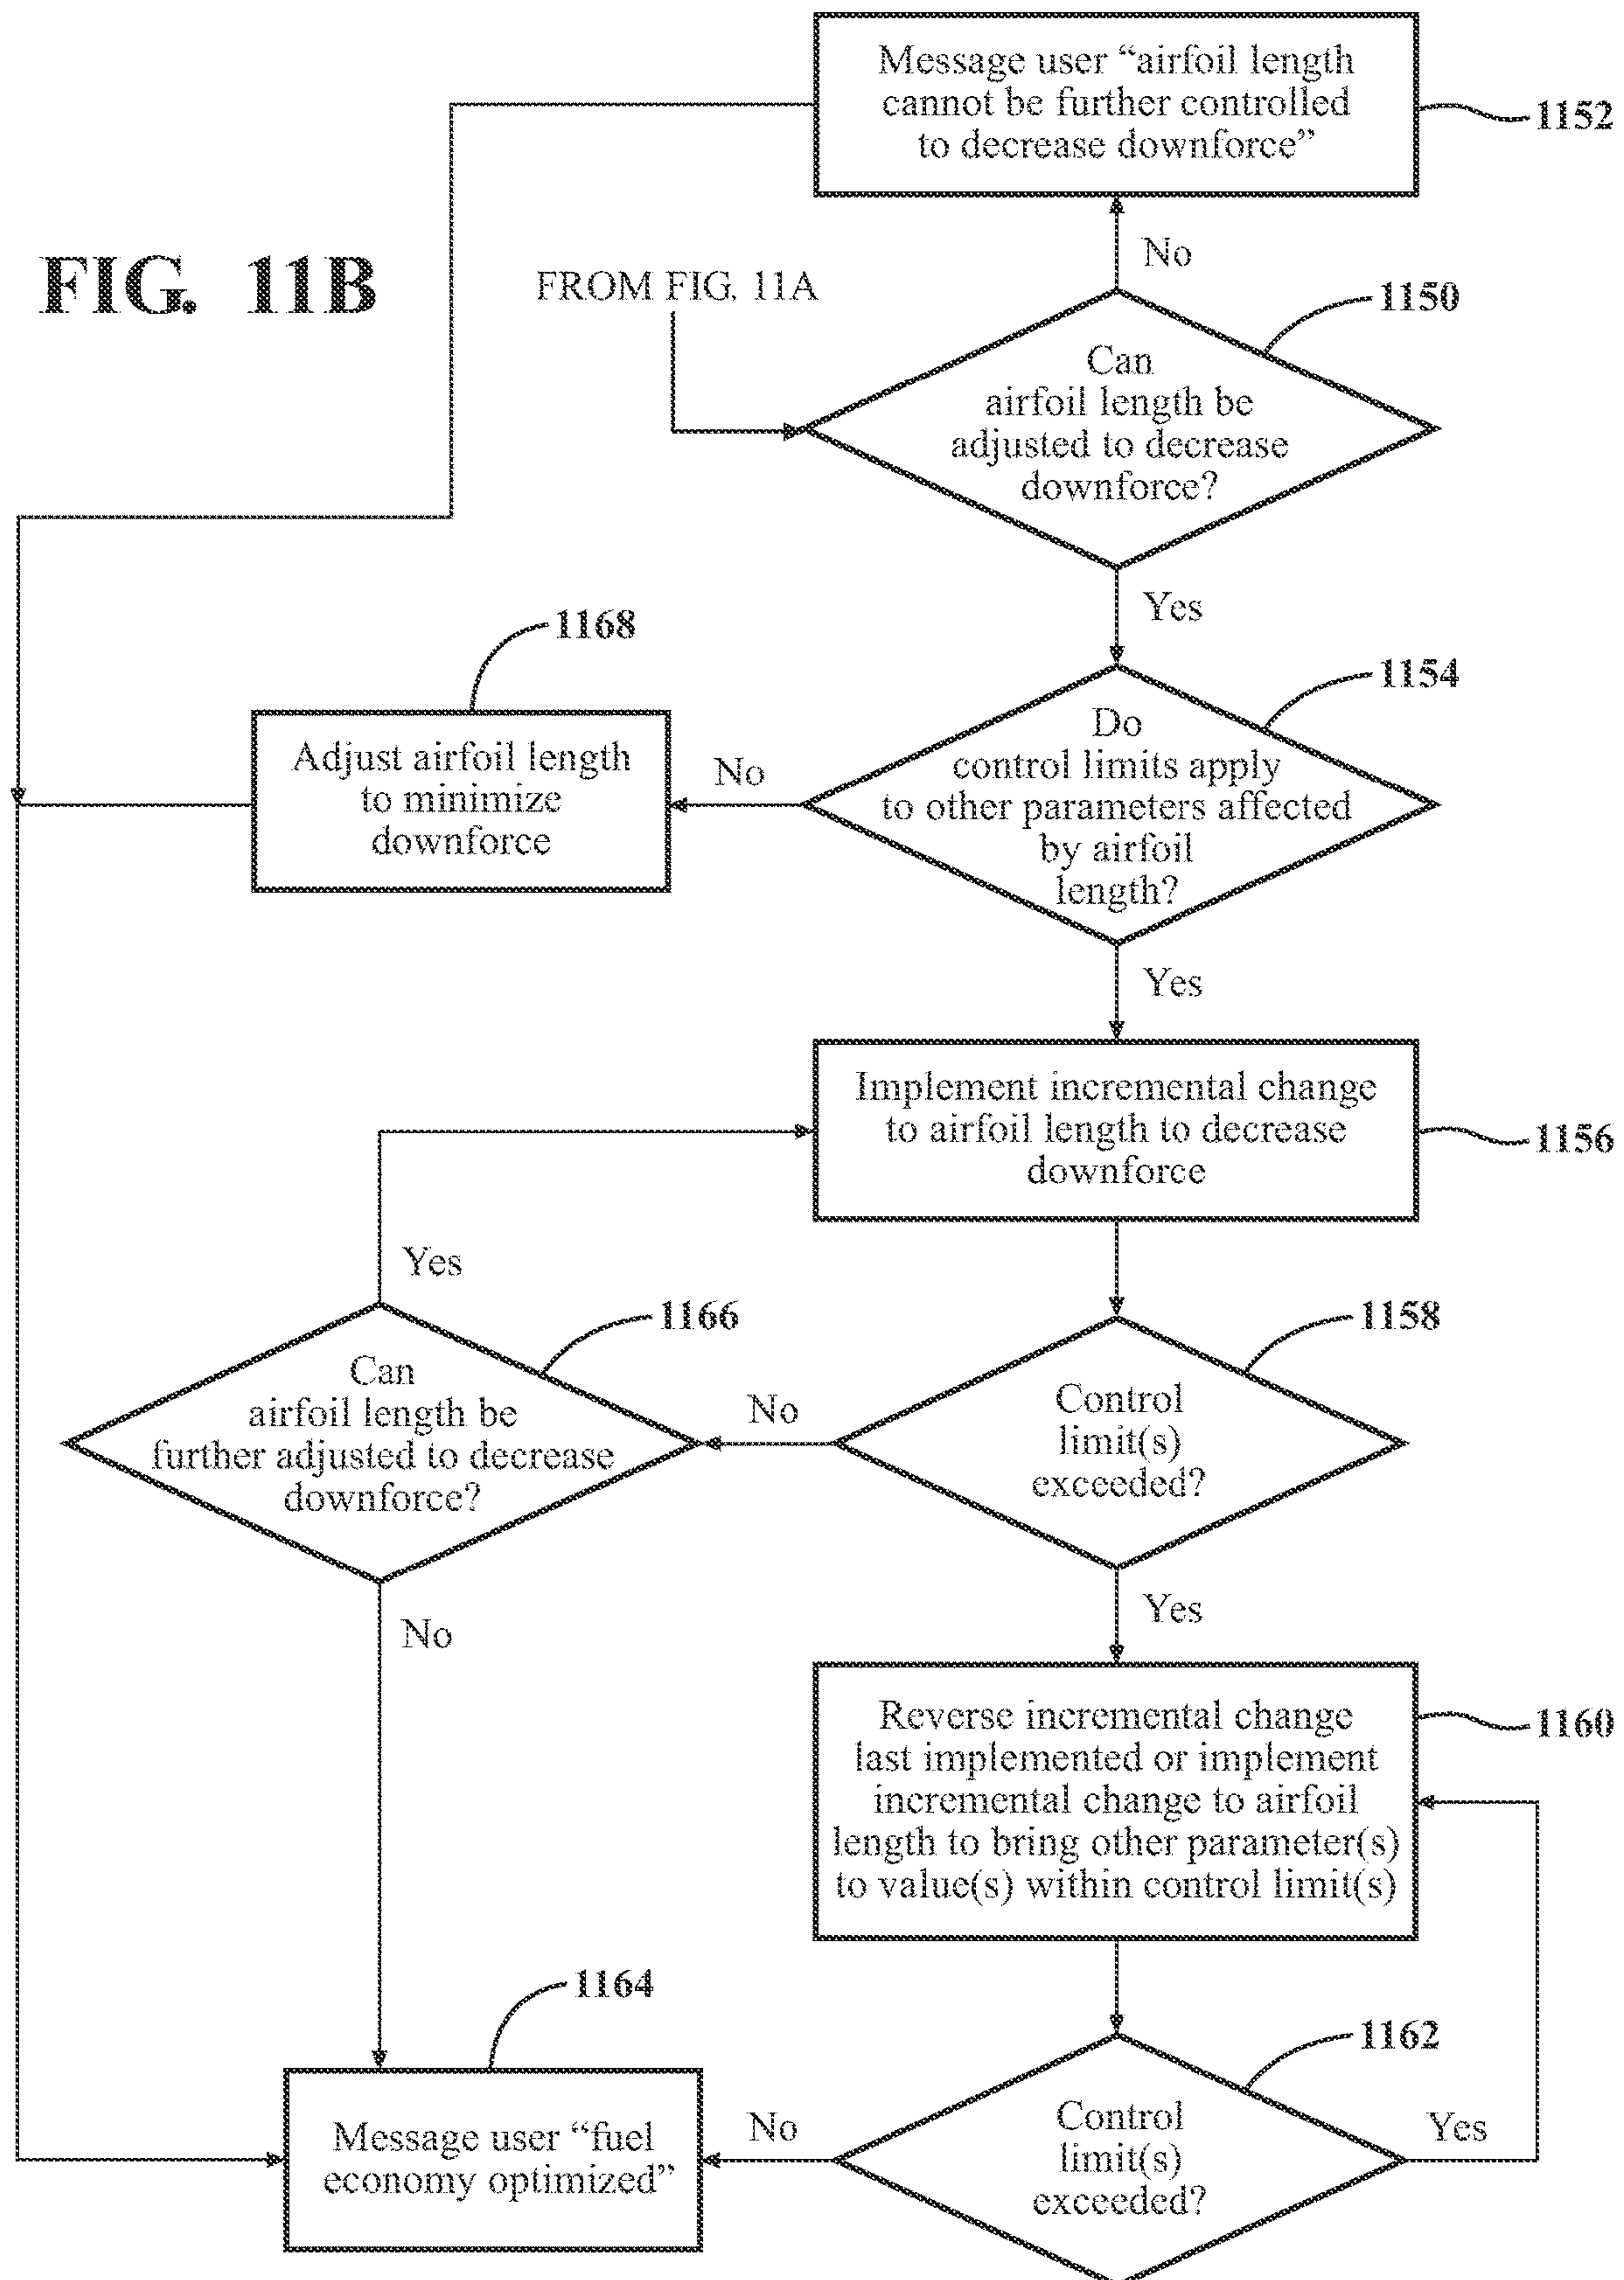 Message user “airfoil length
cannot be further controlled
to decrease downforce”
1152
No
FIG. 11B
FROM FIG. 11A
1150
Can
airfoil length be
adjusted to decrease
downforce?
Yes
1168
1154
Adjust airfoil length
to minimize
downforce
No
Do
control limits apply
to other parameters affected
by airfoil
length?
Yes
Implement incremental change
to airfoil length to decrease
downforce
1156
Yes
1166
1158
Can
airfoil length be
further adjusted to decrease
downforce?
No
Control
limit(s)
exceeded?
No
Yes
Reverse incremental change
last implemented or implement
incremental change to airfoil
length to bring other parameter(s)
to value(s) within control limit(s)
1160
1164
1162
Message user “fuel
economy optimized”
No
Control
limit(s)
exceeded?
Yes